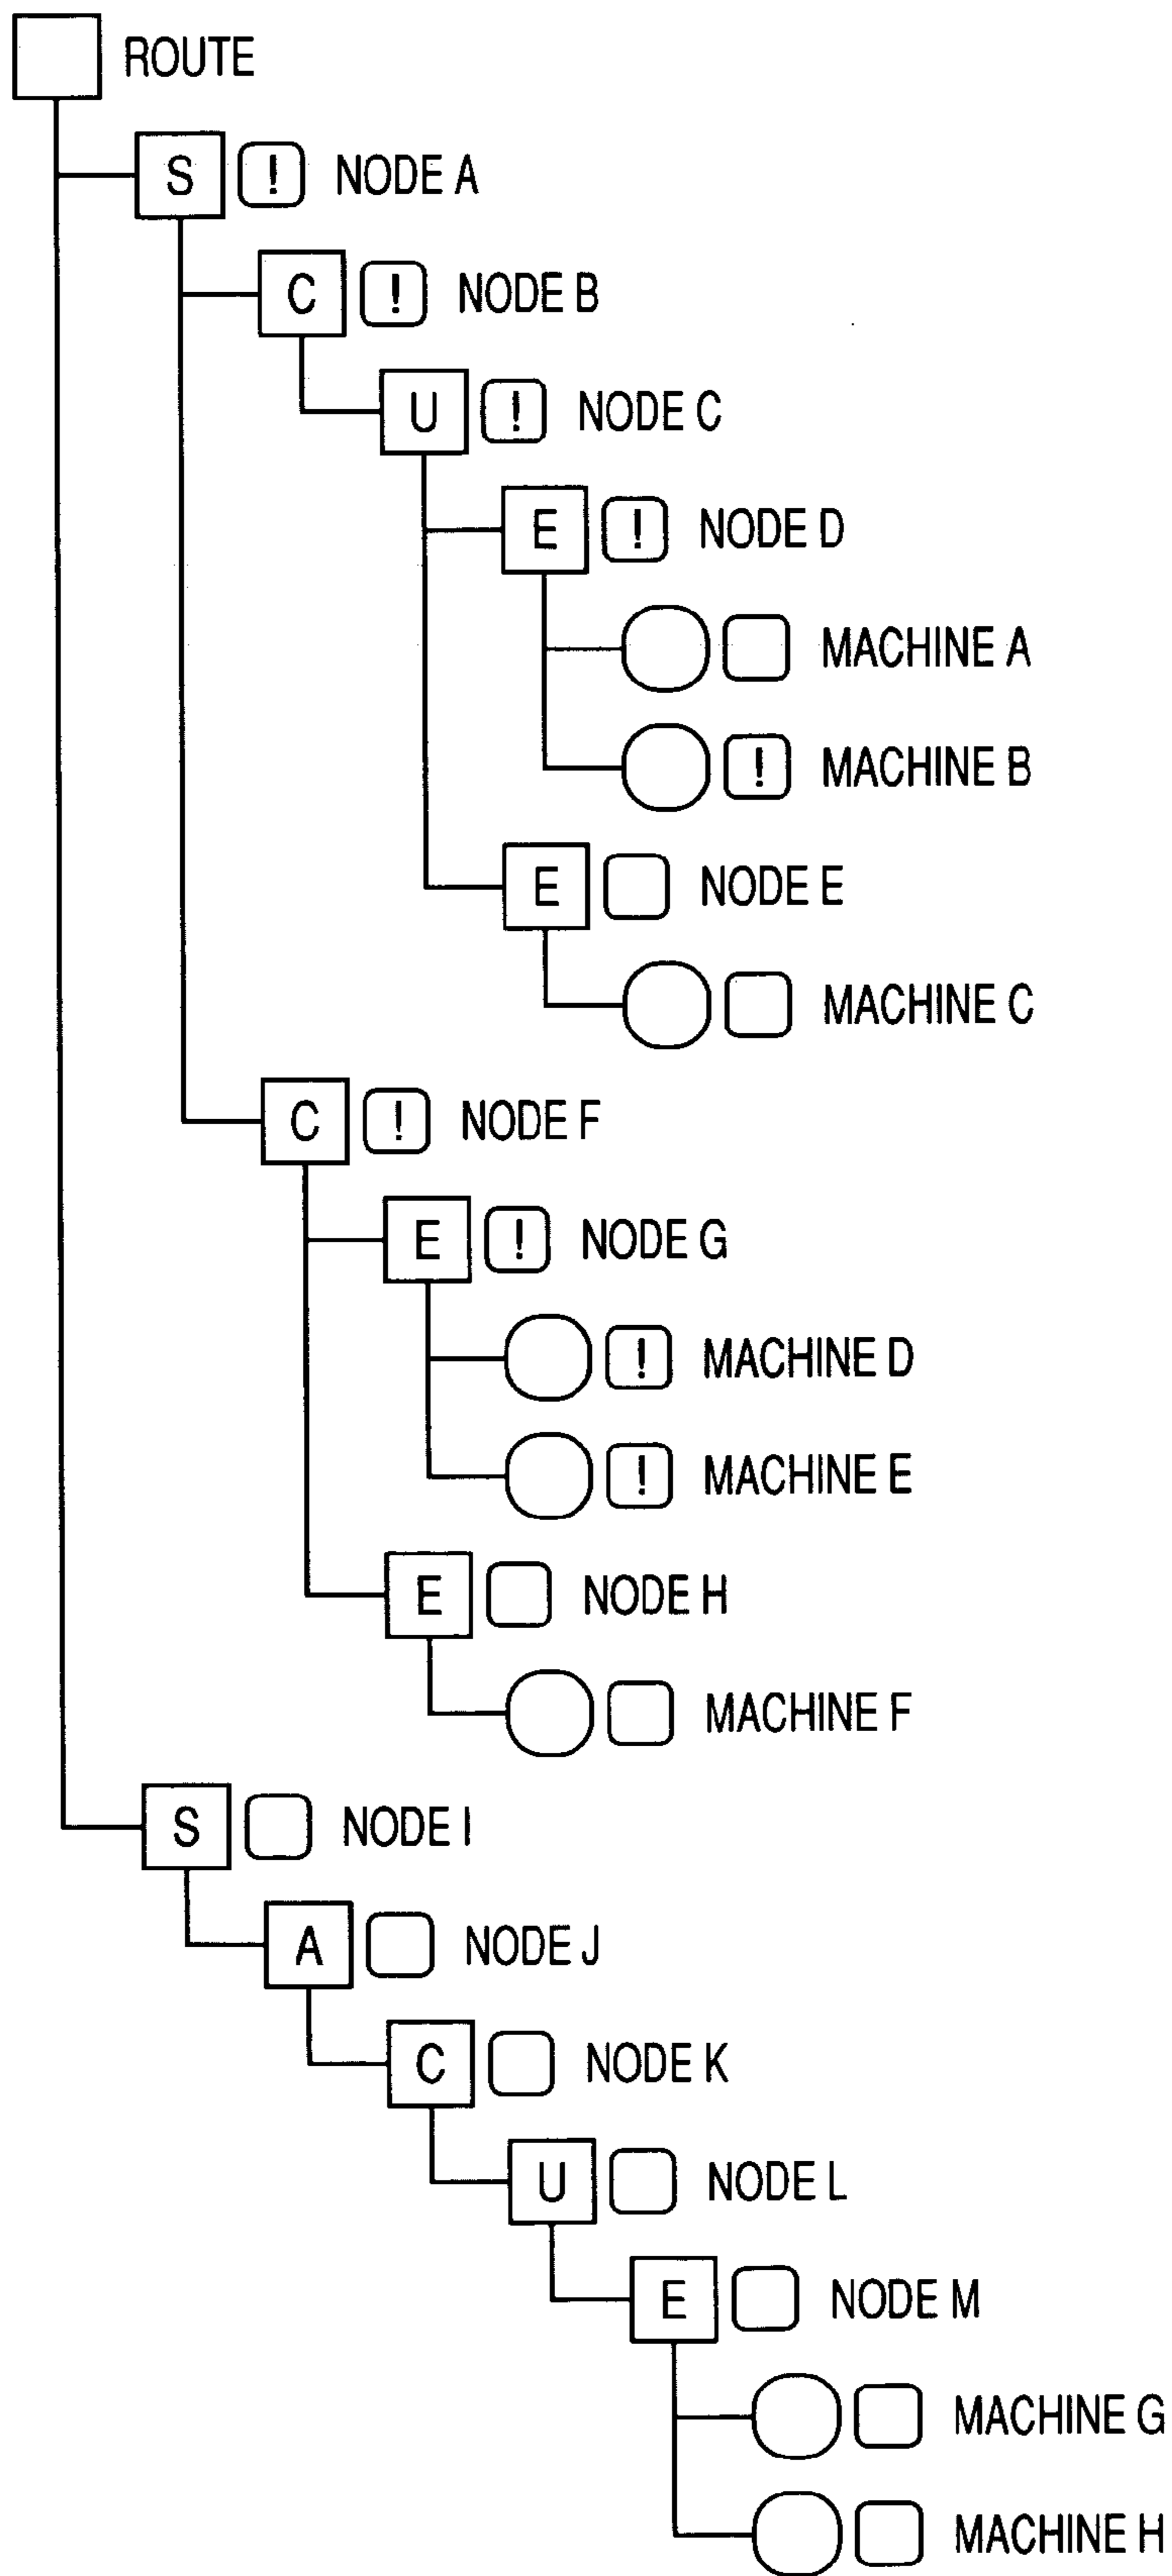 ROUTE
S ! NODE A
C ! NODE B
U ! NODE C
E ! NODE D
MACHINE A
! MACHINE B
E NODE E
MACHINE C
C ! NODE F
E ! NODE G
! MACHINE D
! MACHINE E
E NODE H
MACHINE F
S NODE I
A NODE J
C NODE K
U NODE L
E NODE M
MACHINE G
MACHINE H